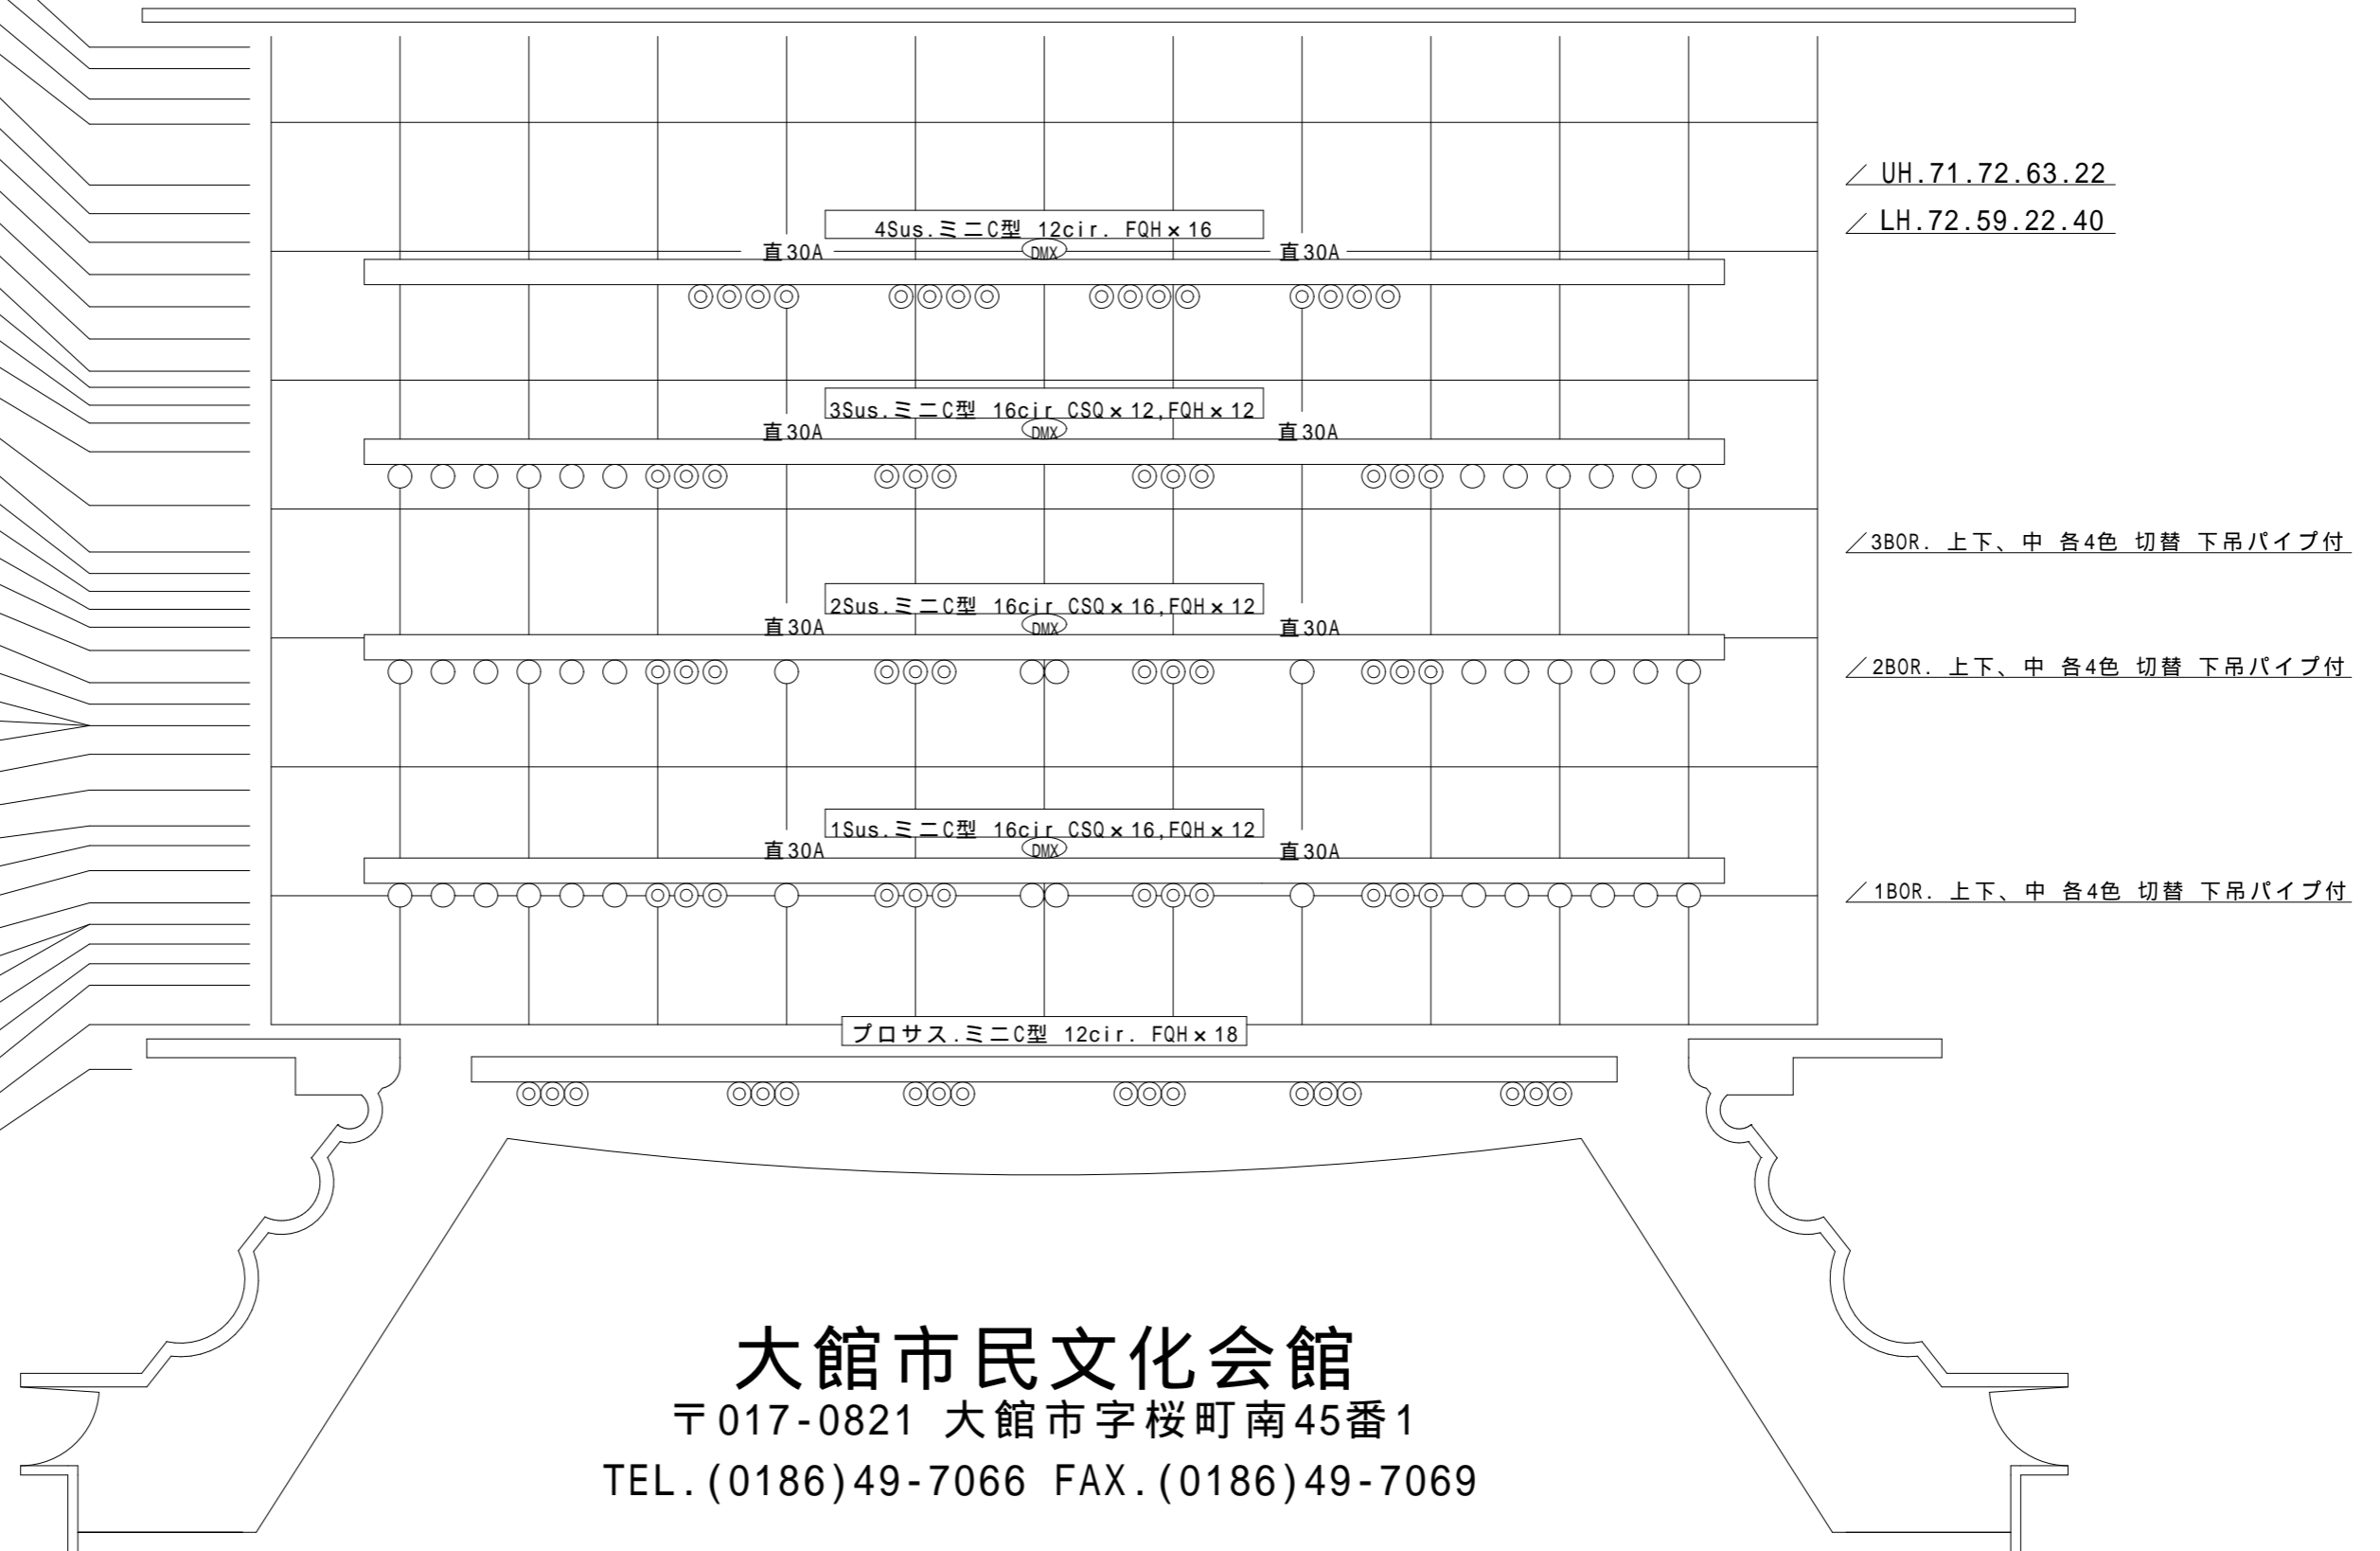 UH.71.72.63.22
LH.72.59.22.40
4Sus.ミニC型 12cir. FQH×16
直30A DMX 直30A
3Sus.ミニC型 16cir CSQ×12,FQH×12
直30A DMX 直30A
3BOR. 上下、中 各4色 切替 下吊パイプ付
2Sus.ミニC型 16cir CSQ×16,FQH×12
直30A DMX 直30A
2BOR. 上下、中 各4色 切替 下吊パイプ付
1Sus.ミニC型 16cir CSQ×16,FQH×12
直30A DMX 直30A
1BOR. 上下、中 各4色 切替 下吊パイプ付
プロサス.ミニC型 12cir. FQH×18
大館市民文化会館
〒017-0821 大館市字桜町南45番1
TEL.(0186)49-7066 FAX.(0186)49-7069